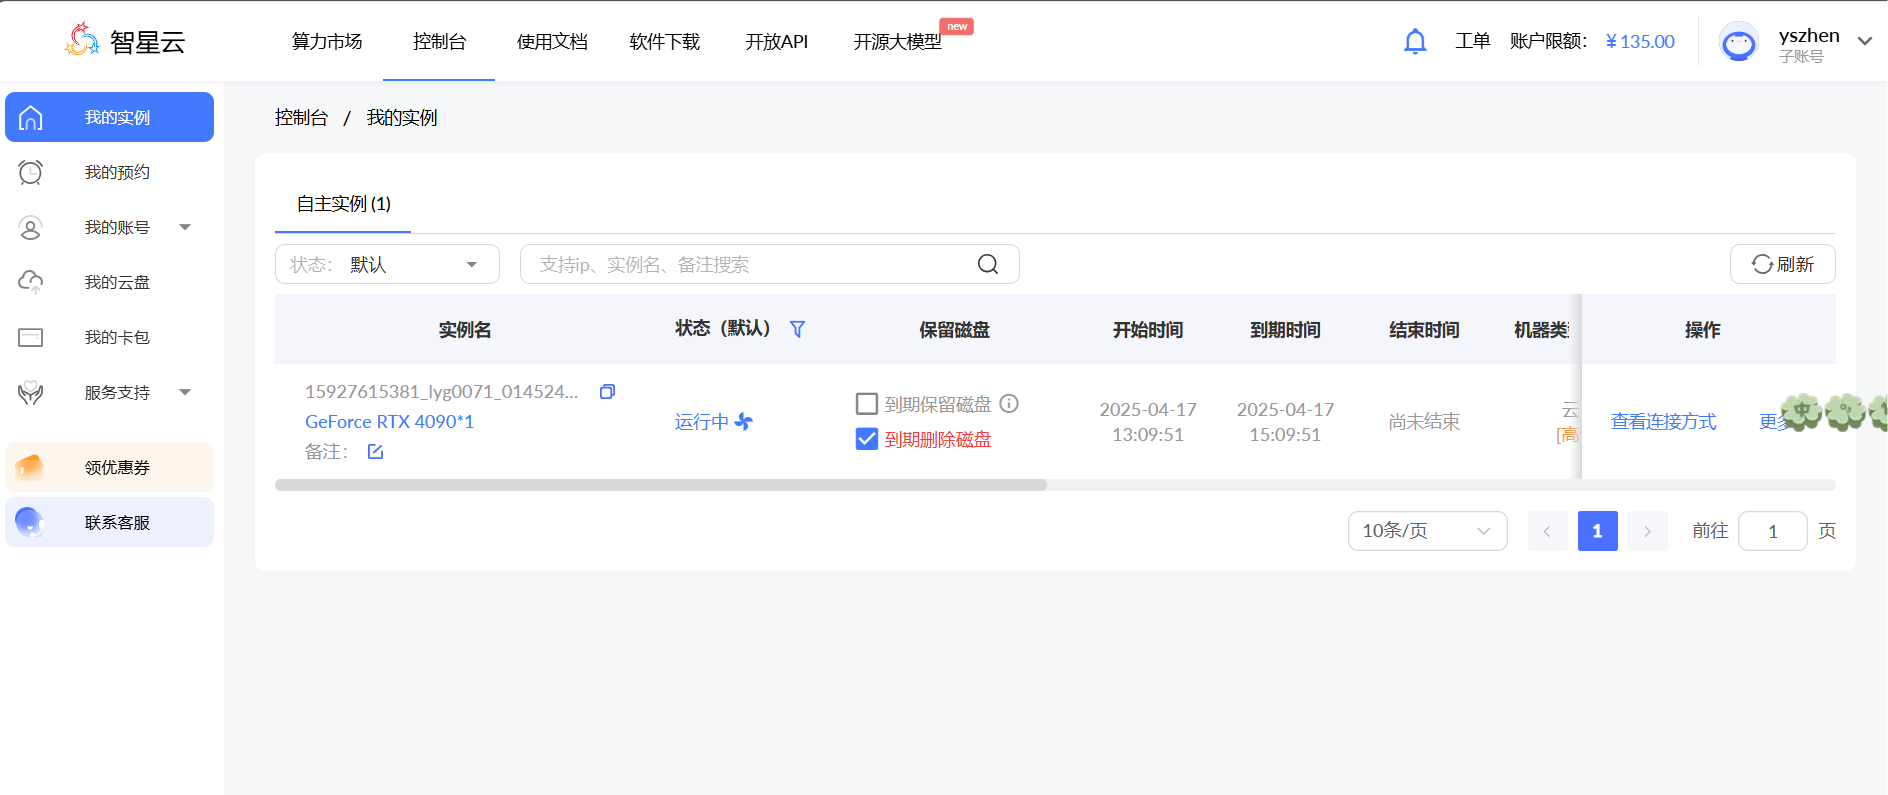 智星云
算力市场
控制台
使用文档
软件下载
开放API
开源大模型
new
工单
账户限额：
¥135.00
yszhen
子账号
我的实例
我的预约
我的账号
我的云盘
我的卡包
服务支持
领优惠券
联系客服
控制台 / 我的实例
自主实例 (1)
状态： 默认
支持ip、实例名、备注搜索
刷新
实例名
状态（默认）
保留磁盘
开始时间
到期时间
结束时间
机器类
操作
15927615381_lyg0071_014524...
GeForce RTX 4090*1
备注：
运行中
到期保留磁盘
到期删除磁盘
2025-04-17
13:09:51
2025-04-17
15:09:51
尚未结束
云
[高
查看连接方式
更多
中
10条/页
1
前往
1
页